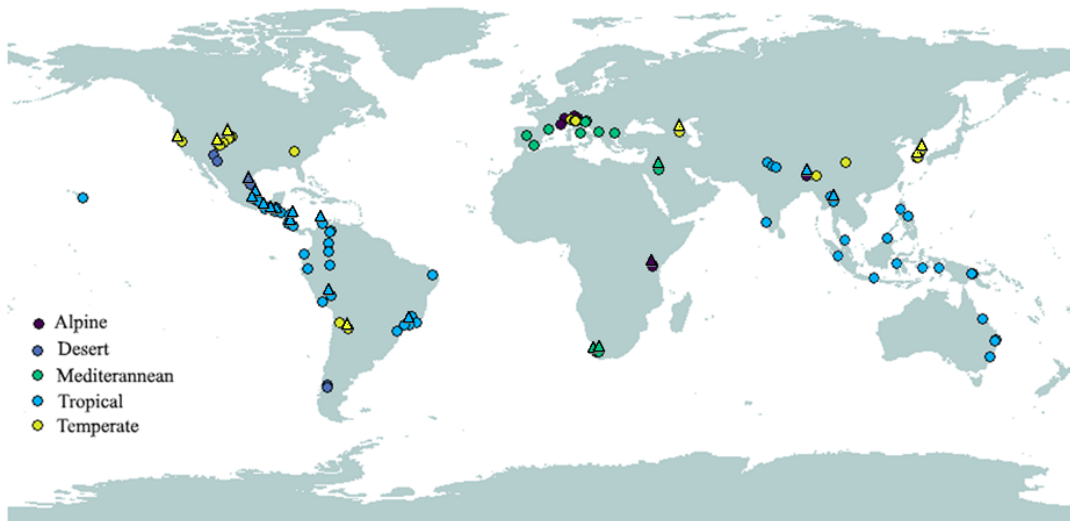 Alpine
Desert
Mediterannean
Tropical
Temperate